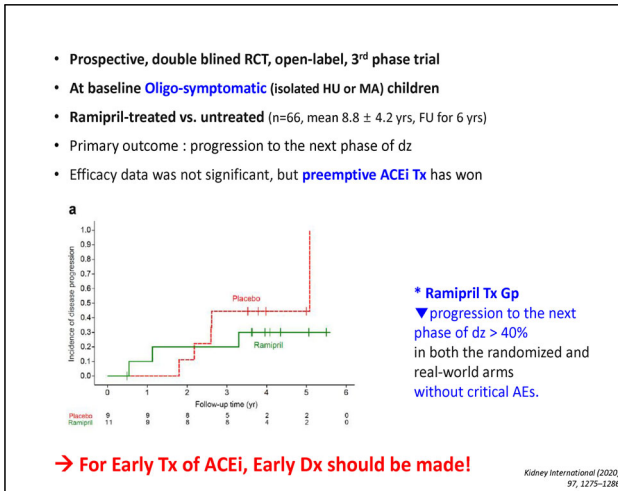 • Prospective, double blined RCT, open-label, 3rd phase trial
• At baseline Oligo-symptomatic (isolated HU or MA) children
• Ramipril-treated vs. untreated (n=66, mean 8.8 ± 4.2 yrs, FU for 6 yrs)
• Primary outcome : progression to the next phase of dz
• Efficacy data was not significant, but preemptive ACEi Tx has won
a
Incidence of disease progression
1.0
0.9
0.8
0.7
0.6
0.5
0.4
0.3
0.2
0.1
0.0
Placebo
Ramipril
0 1 2 3 4 5 6
Follow-up time (yr)
Placebo 9 9 8 5 2 2 0
Ramipril 11 9 8 8 4 2 0
* Ramipril Tx Gp
▼progression to the next
phase of dz > 40%
in both the randomized and
real-world arms
without critical AEs.
→ For Early Tx of ACEi, Early Dx should be made!
Kidney International (2020)
97, 1275–1286